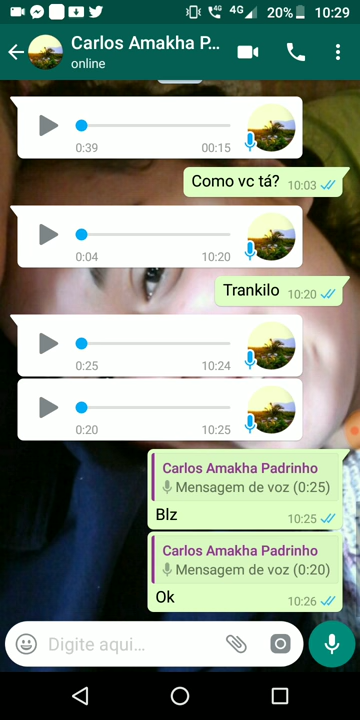 4G 4G 20% 10:29
Carlos Amakha P...
online
0:39 00:15
Como vc tá? 10:03
0:04 10:20
Trankilo 10:20
0:25 10:24
0:20 10:25
Carlos Amakha Padrinho
Mensagem de voz (0:25)
Blz 10:25
Carlos Amakha Padrinho
Mensagem de voz (0:20)
Ok 10:26
Digite aqui...